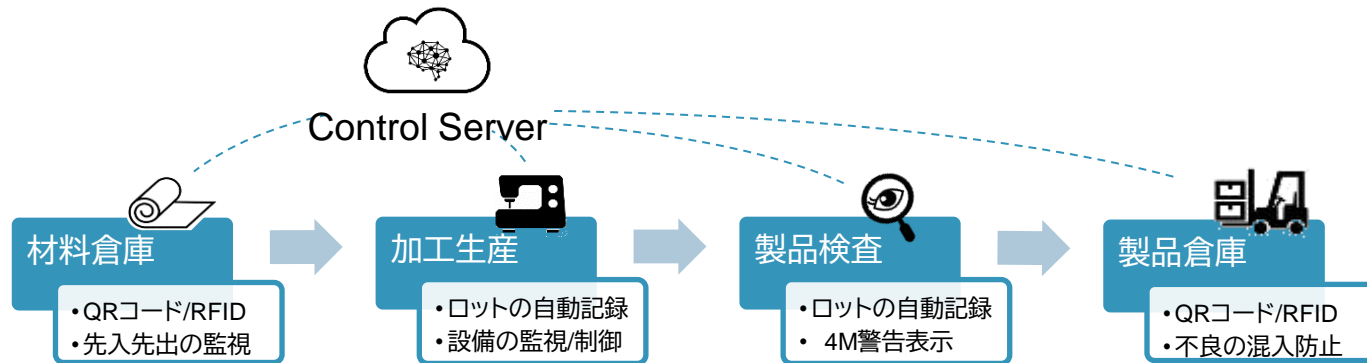 Control Server
材料倉庫
•QRコード/RFID
•先入先出の監視
加工生産
•ロットの自動記録
•設備の監視/制御
製品検査
•ロットの自動記録
• 4M警告表示
製品倉庫
•QRコード/RFID
•不良の混入防止